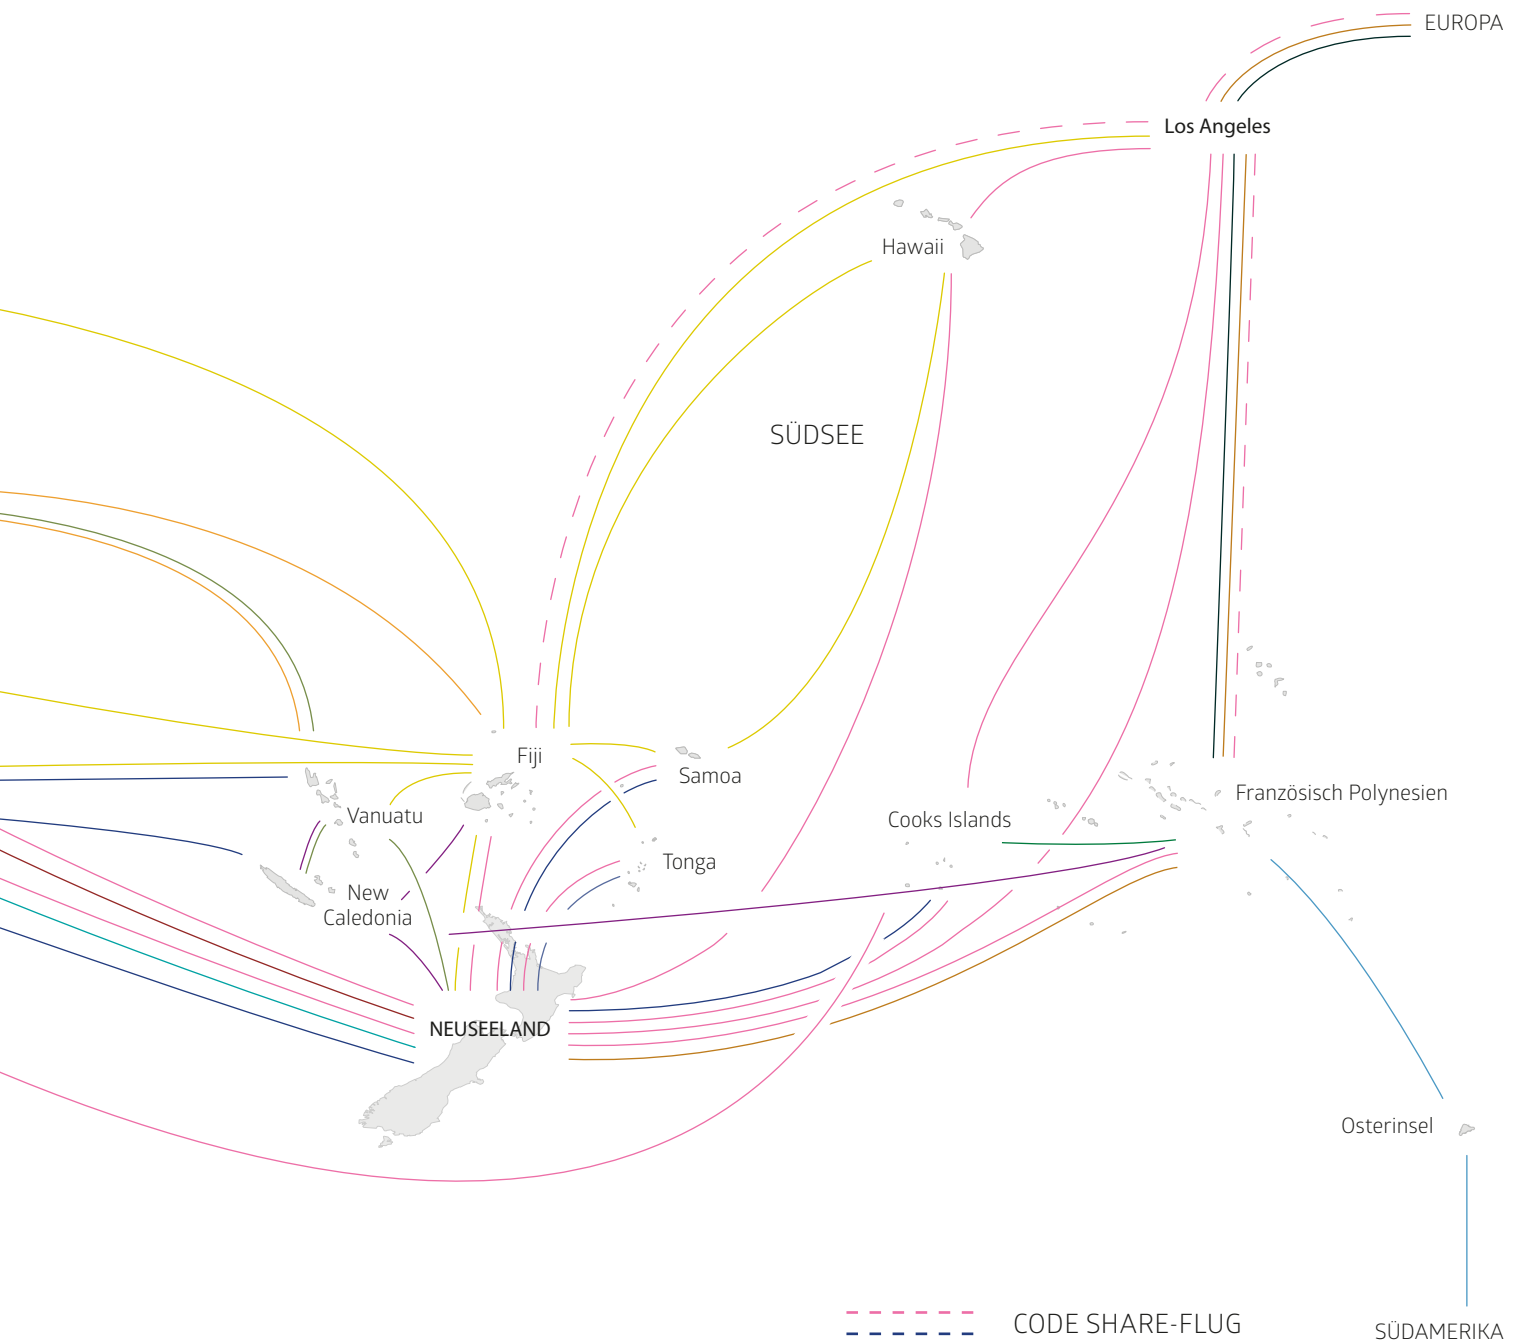 EUROPA
Los Angeles
Hawaii
SÜDSEE
Fiji
Samoa
Französisch Polynesien
Vanuatu
Cooks Islands
Tonga
New
Caledonia
NEUSEELAND
Osterinsel
CODE SHARE-FLUG
SÜDAMERIKA